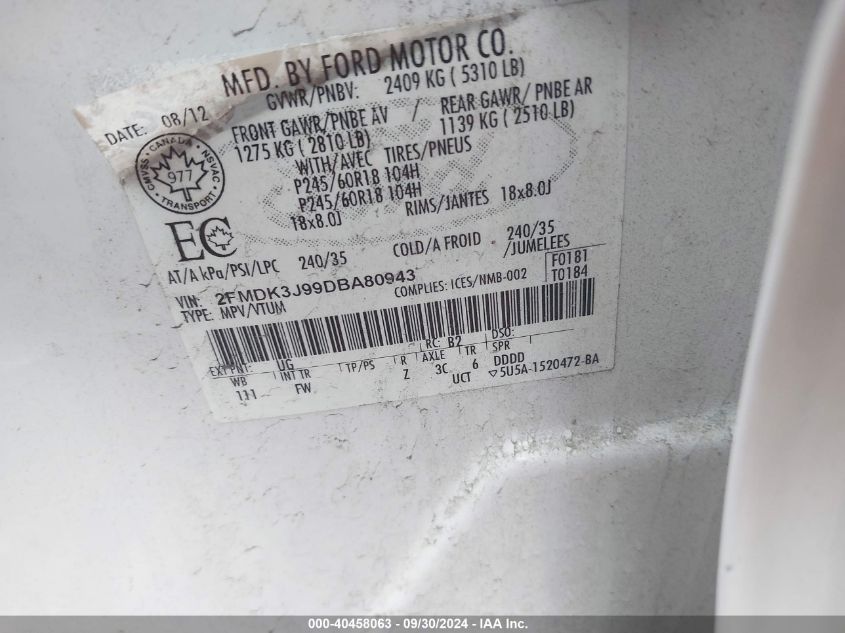 MFD. BY FORD MOTOR CO.
DATE: 08/12
GVWR/PNBV: 2409 KG ( 5310 LB)
FRONT GAWR/PNBE AV / REAR GAWR/ PNBE AR
1275 KG ( 2810 LB) 1139 KG ( 2510 LB)
WITH/AVEC TIRES/PNEUS
P245/60R18 104H
P245/60R18 104H RIMS/JANTES 18x8.0J
18x8.0J
CANADA
CMVSS NSVAC
977
TRANSPORT
EC
AT/A kPa/PSI/LPC 240/35 COLD/A FROID 240/35
/JUMELEES
VIN: 2FMDK3J99DBA80943
COMPLIES: ICES/NMB-002
F0181
T0184
TYPE: MPV/VTUM
EXT PNT: UG RC: B2 DSO:
WB INT TR TP/PS R AXLE TR SPR
111 FW Z 3C 6 DDDD
UCT 5U5A-1520472-BA
000-40458063 - 09/30/2024 - IAA Inc.